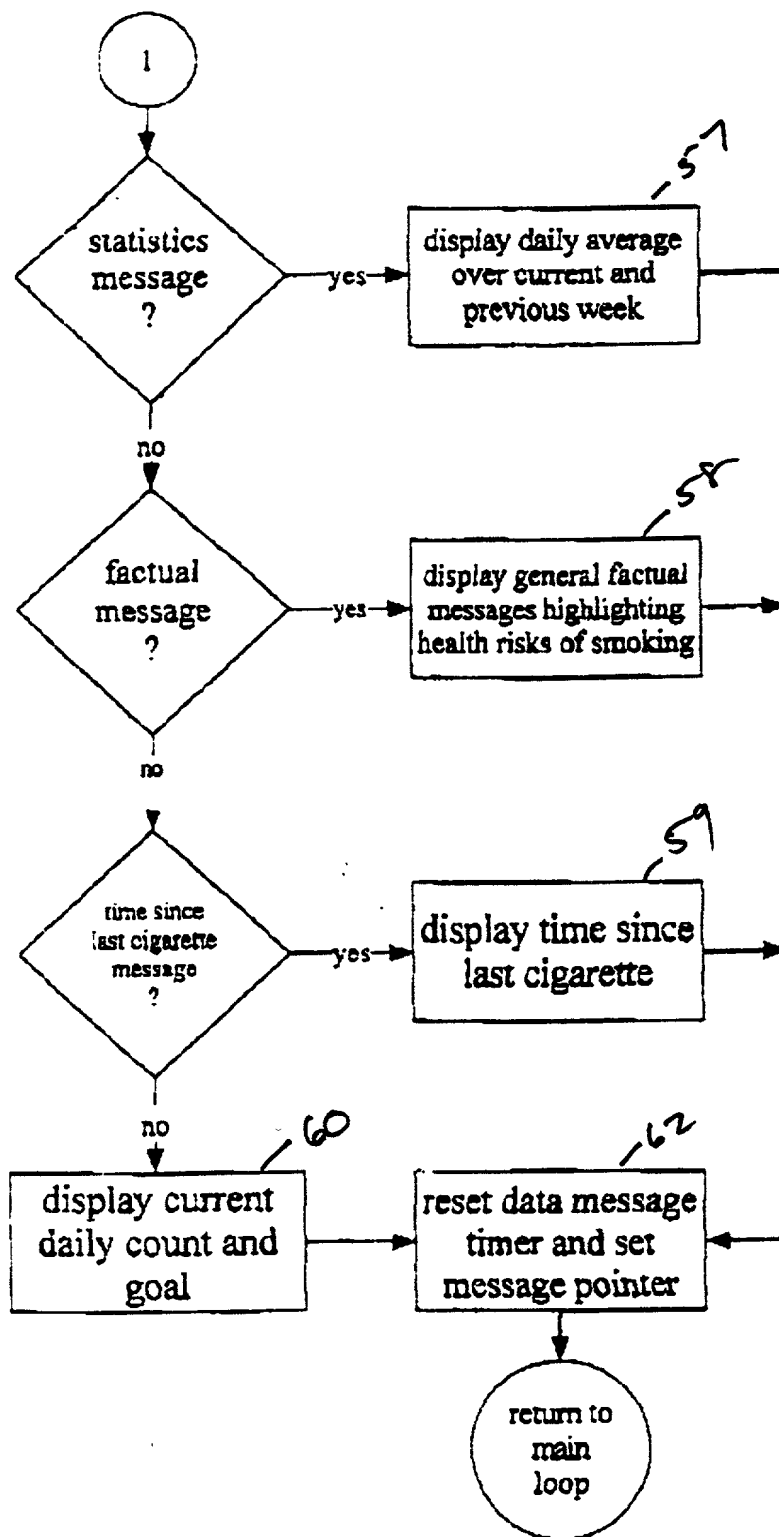 1
statistics
message
?
yes
57
display daily average
over current and
previous week
no
factual
message
?
yes
58
display general factual
messages highlighting
health risks of smoking
no
time since
last cigarette
message
?
yes
59
display time since
last cigarette
no
60
display current
daily count and
goal
62
reset data message
timer and set
message pointer
return to
main
loop